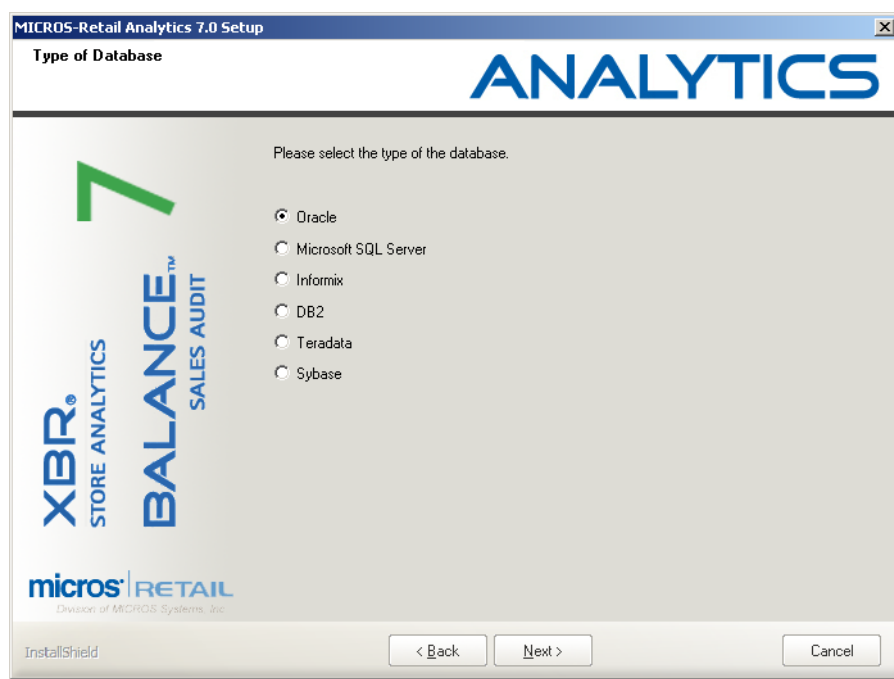 MICROS-Retail Analytics 7.0 Setup
Type of Database
ANALYTICS
Please select the type of the database.
Oracle
Microsoft SQL Server
Informix
DB2
Teradata
Sybase
7
XBR®
STORE ANALYTICS
BALANCE™
SALES AUDIT
micros® RETAIL
Division of MICROS Systems, Inc
InstallShield
< Back
Next >
Cancel